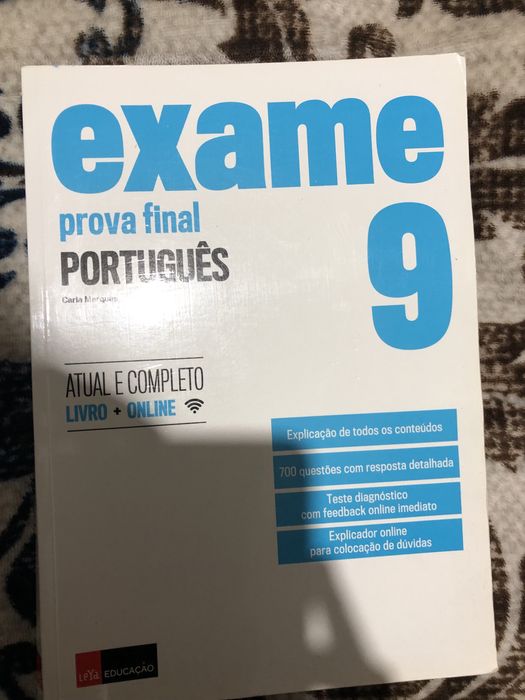 exame
prova final
9
PORTUGUÊS
Carla Marques
ATUAL E COMPLETO
LIVRO + ONLINE
Explicação de todos os conteúdos
700 questões com resposta detalhada
Teste diagnóstico
com feedback online imediato
Explicador online
para colocação de dúvidas
LEYA EDUCAÇÃO